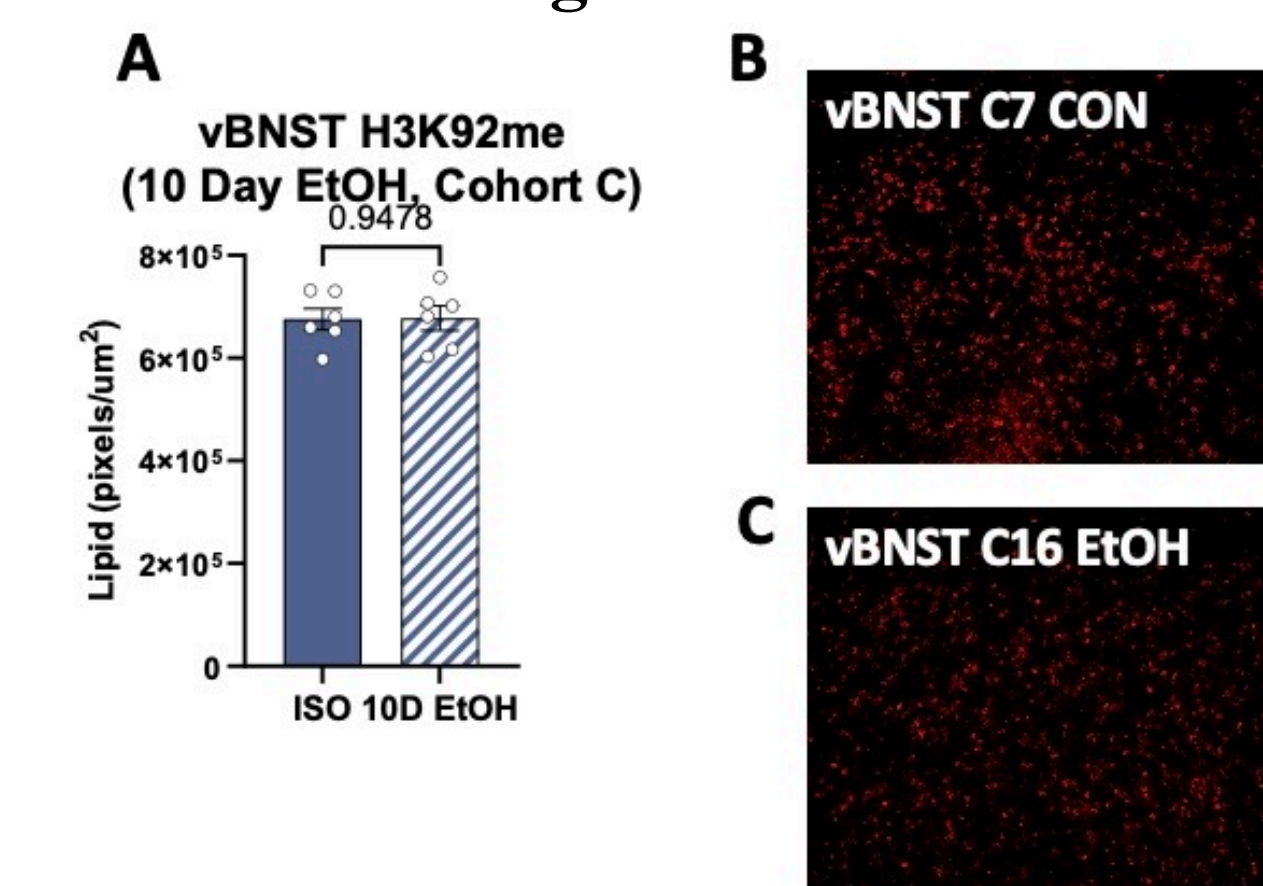 g
A
vBNST H3K92me
(10 Day EtOH, Cohort C)
0.9478
8×10⁵
6×10⁵
4×10⁵
2×10⁵
0
Lipid (pixels/um²)
ISO 10D EtOH
B
vBNST C7 CON
C
vBNST C16 EtOH